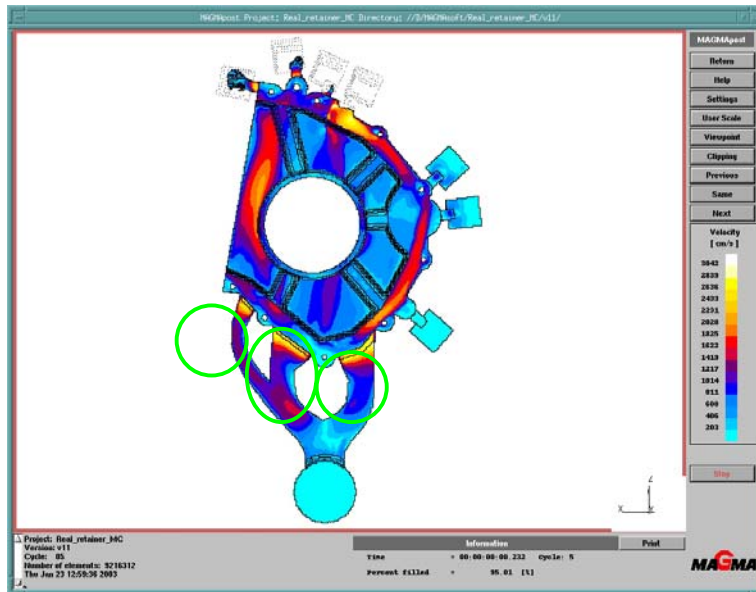 MAGMApost Project: Real_retainer_MC Directory: //D/MAGMAsoft/Real_retainer_MC/v11/
MAGMApost
Return
Help
Settings
User Scale
Viewpoint
Clipping
Previous
Same
Next
Velocity
[ cm/s ]
3042
2839
2636
2433
2231
2028
1825
1622
1419
1217
1014
811
608
406
203
Stop
Z
X
Project: Real_retainer_MC
Version: v11
Cycle: 05
Number of elements: 9216312
Thu Jan 23 12:59:36 2003
Information
Print
Time = 00:00:00:00.232 Cycle: 5
Percent filled = 95.01 [%]
MAGMA